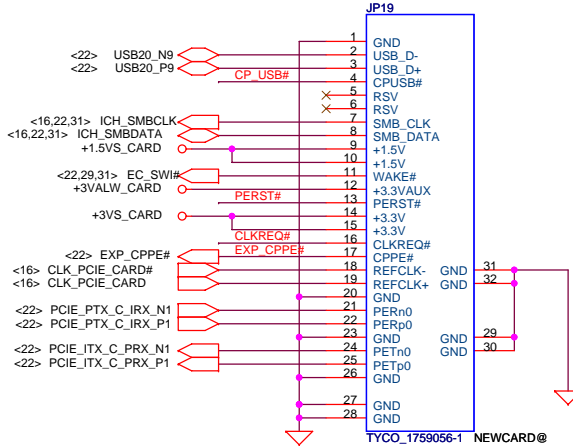 JP19
1 GND
<22> USB20_N9 2 USB_D-
<22> USB20_P9 3 USB_D+
CP_USB# 4 CPUSB#
5 RSV
6 RSV
<16,22,31> ICH_SMBCLK 7 SMB_CLK
<16,22,31> ICH_SMBDATA 8 SMB_DATA
+1.5VS_CARD 9 +1.5V
10 +1.5V
<22,29,31> EC_SWI# 11 WAKE#
+3VALW_CARD 12 +3.3VAUX
PERST# 13 PERST#
+3VS_CARD 14 +3.3V
15 +3.3V
CLKREQ# 16 CLKREQ#
<22> EXP_CPPE# EXP_CPPE# 17 CPPE#
<16> CLK_PCIE_CARD# 18 REFCLK- GND 31
<16> CLK_PCIE_CARD 19 REFCLK+ GND 32
20 GND
<22> PCIE_PTX_C_IRX_N1 21 PERn0
<22> PCIE_PTX_C_IRX_P1 22 PERp0
23 GND GND 29
<22> PCIE_ITX_C_PRX_N1 24 PETn0 GND 30
<22> PCIE_ITX_C_PRX_P1 25 PETp0
26 GND
27 GND
28 GND
TYCO_1759056-1 NEWCARD@